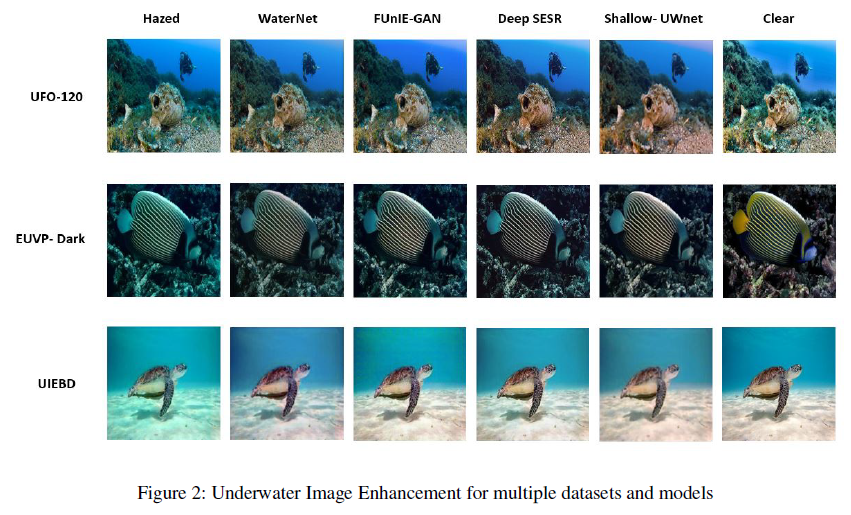 Hazed WaterNet FUnIE-GAN Deep SESR Shallow- UWnet Clear
UFO-120
EUVP- Dark
UIEBD
Figure 2: Underwater Image Enhancement for multiple datasets and models